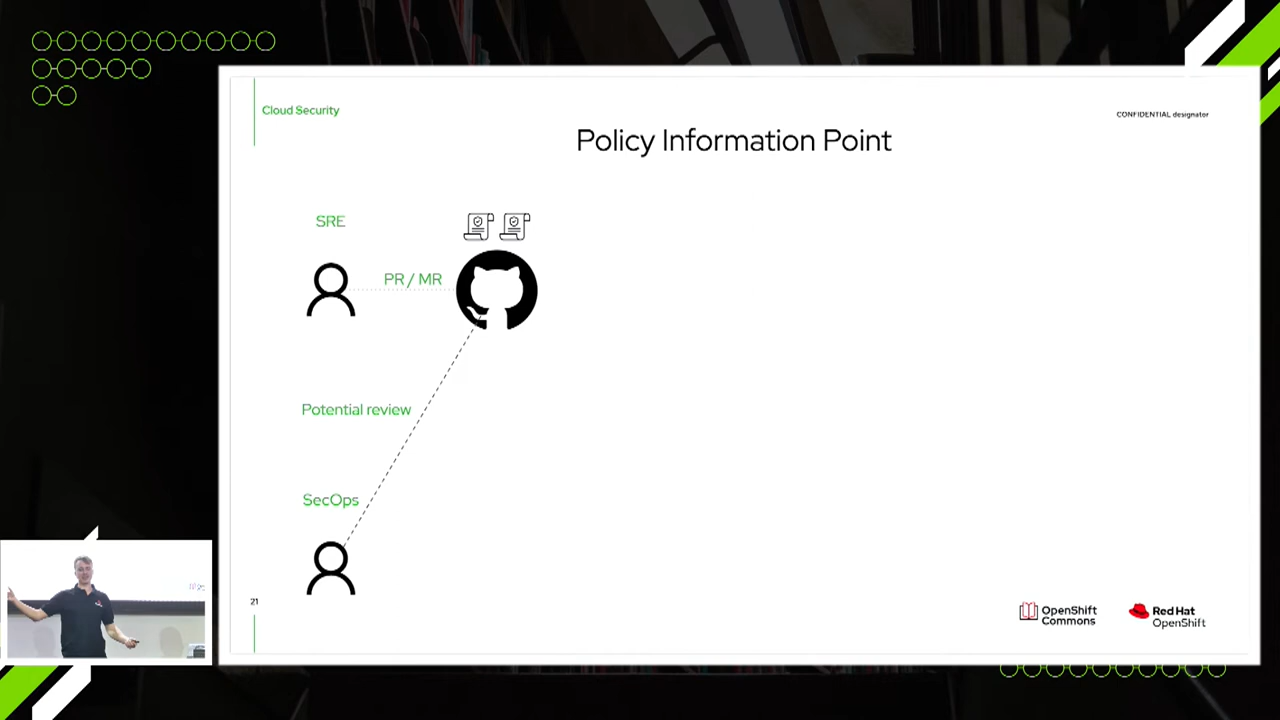 Cloud Security
CONFIDENTIAL designator
Policy Information Point
SRE
PR / MR
Potential review
SecOps
21
OpenShift
Commons
Red Hat
OpenShift